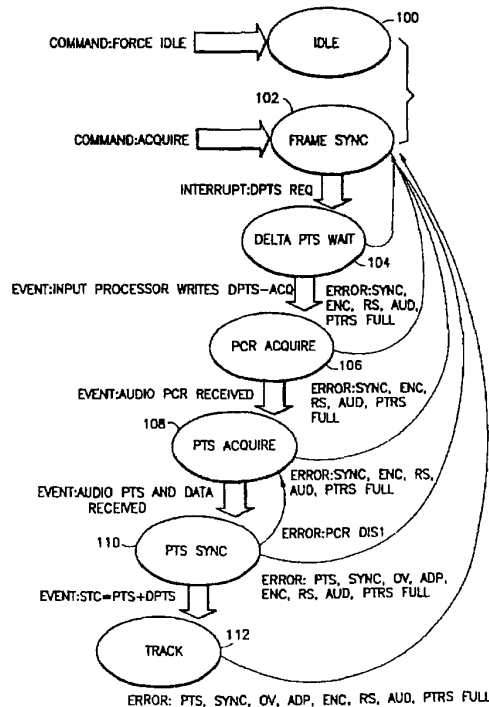 100
COMMAND:FORCE IDLE
IDLE
102
COMMAND:ACQUIRE
FRAME SYNC
INTERRUPT:DPTS REQ
DELTA PTS WAIT
104
EVENT:INPUT PROCESSOR WRITES DPTS-ACQ
ERROR:SYNC,
ENC, RS, AUD,
PTRS FULL
PCR ACQUIRE
106
EVENT:AUDIO PCR RECEIVED
ERROR:SYNC, ENC,
RS, AUD, PTRS
FULL
108
PTS ACQUIRE
EVENT:AUDIO PTS AND DATA
RECEIVED
ERROR:SYNC, ENC, RS,
AUD, PTRS FULL
110
PTS SYNC
ERROR:PCR DIS1
ERROR: PTS, SYNC, OV, ADP,
ENC, RS, AUD, PTRS FULL
EVENT:STC=PTS+DPTS
112
TRACK
ERROR: PTS, SYNC, OV, ADP, ENC, RS, AUD, PTRS FULL